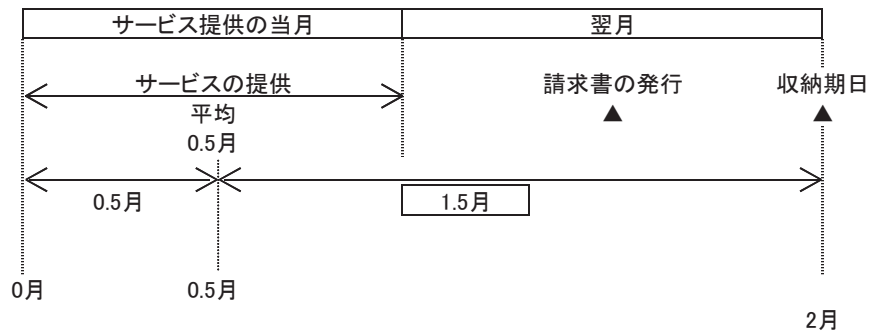 サービス提供の当月 翌月
サービスの提供 請求書の発行 収納期日
平均 ▲ ▲
0.5月
0.5月 1.5月
0月 0.5月
2月